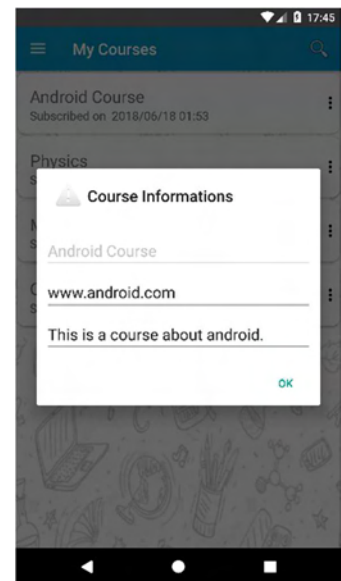 17:45
My Courses
Android Course
Subscribed on 2018/06/18 01:53
Physics
S
Course Informations
M
S
Android Course
C
www.android.com
S
This is a course about android.
OK